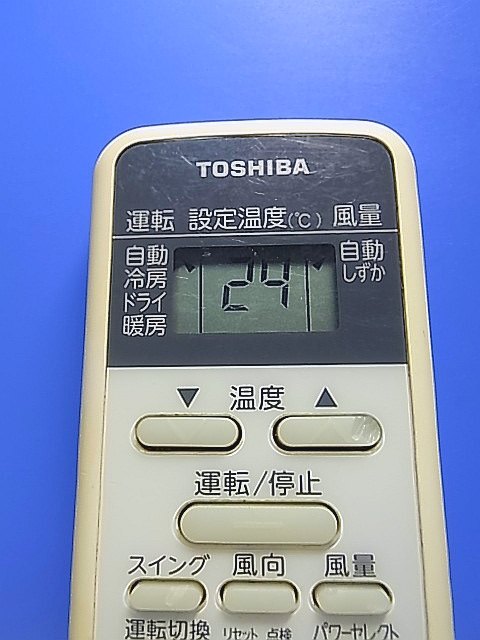 TOSHIBA
運転 設定温度(℃) 風量
自動 24 自動
冷房 しずか
ドライ
暖房
▼ 温度 ▲
運転/停止
スイング 風向 風量
運転切換 リセット 点検 パワーセレクト